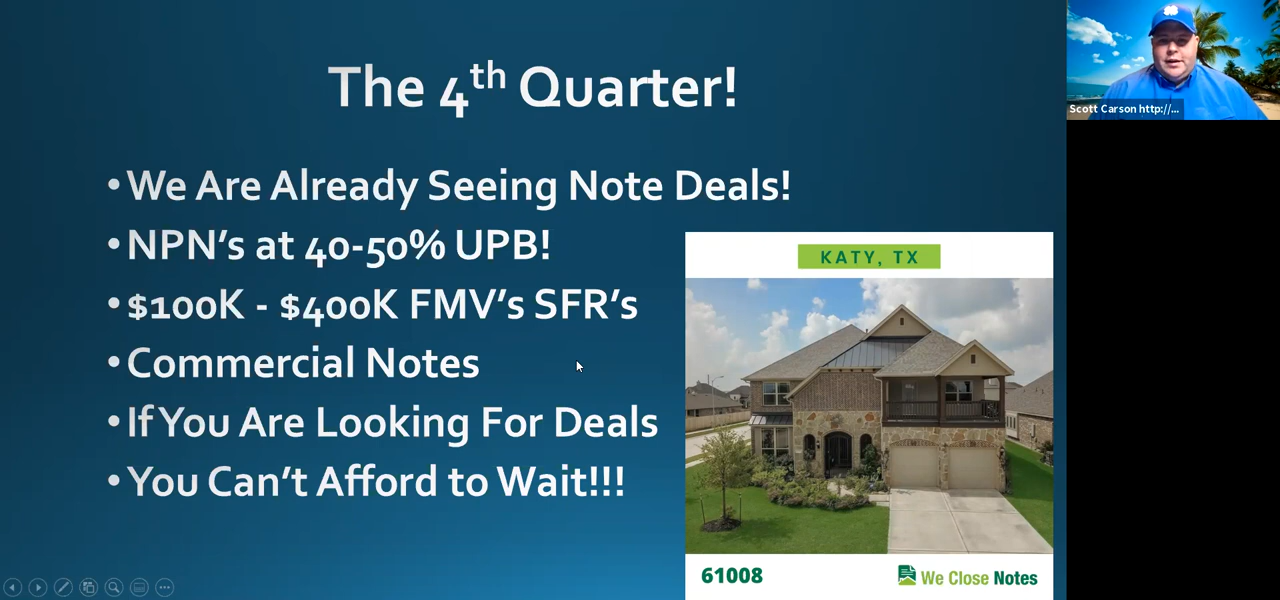 The 4th Quarter!
• We Are Already Seeing Note Deals!
• NPN's at 40-50% UPB!
• $100K - $400K FMV's SFR's
• Commercial Notes
• If You Are Looking For Deals
• You Can't Afford to Wait!!!
KATY, TX
61008
We Close Notes
Scott Carson http://...